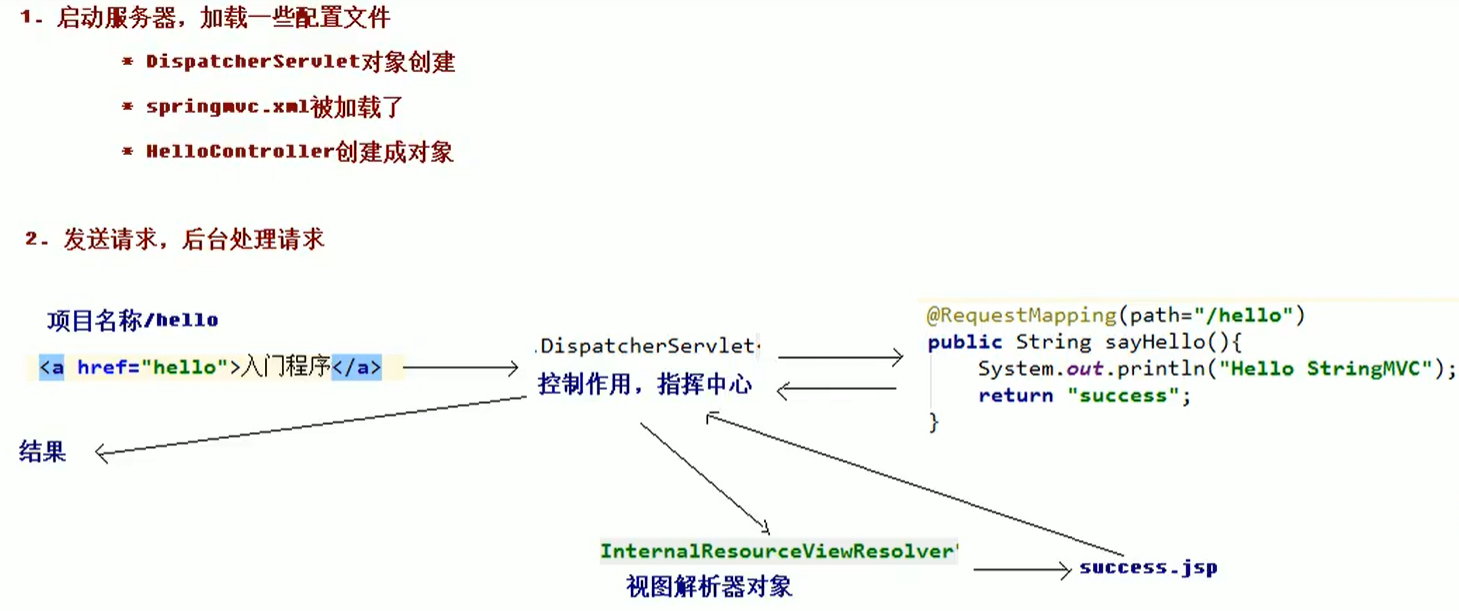 1. 启动服务器，加载一些配置文件
* DispatcherServlet对象创建
* springmvc.xml被加载了
* HelloController创建成对象
2. 发送请求，后台处理请求
项目名称/hello
<a href="hello">入门程序</a>
.DispatcherServlet
控制作用，指挥中心
@RequestMapping(path="/hello")
public String sayHello(){
System.out.println("Hello StringMVC");
return "success";
}
结果
InternalResourceViewResolver"
视图解析器对象
success.jsp